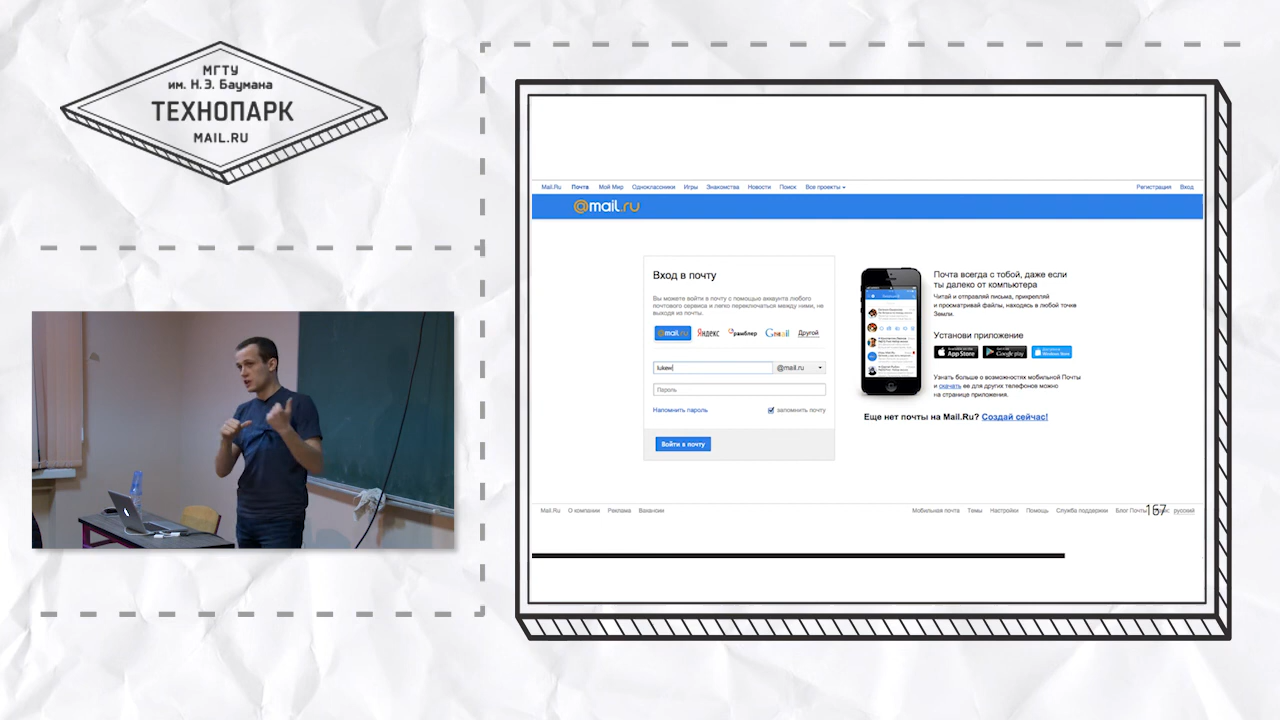 МГТУ
им. Н.Э. Баумана
ТЕХНОПАРК
MAIL.RU
Mail.Ru Почта Мой Мир Одноклассники Игры Знакомства Новости Поиск Все проекты Регистрация Вход
@mail.ru
Вход в почту
Вы можете войти в почту с помощью аккаунта любого
почтового сервиса и легко переключаться между ними, не
выходя из почты.
@mail.ru Яндекс Рамблер Gmail Другой
@mail.ru
Пароль
Напомнить пароль запомнить почту
Войти в почту
Почта всегда с тобой, даже если
ты далеко от компьютера
Читай и отправляй письма, прикрепляй
и просматривай файлы, находясь в любой точке
Земли.
Установи приложение
App Store Google play Windows Store
Узнать больше о возможностях мобильной Почты
и скачать ее для других телефонов можно
на странице приложения.
Еще нет почты на Mail.Ru? Создай сейчас!
Mail.Ru О компании Реклама Вакансии Мобильная почта Темы Настройки Помощь Служба поддержки Блог Почты русский
157